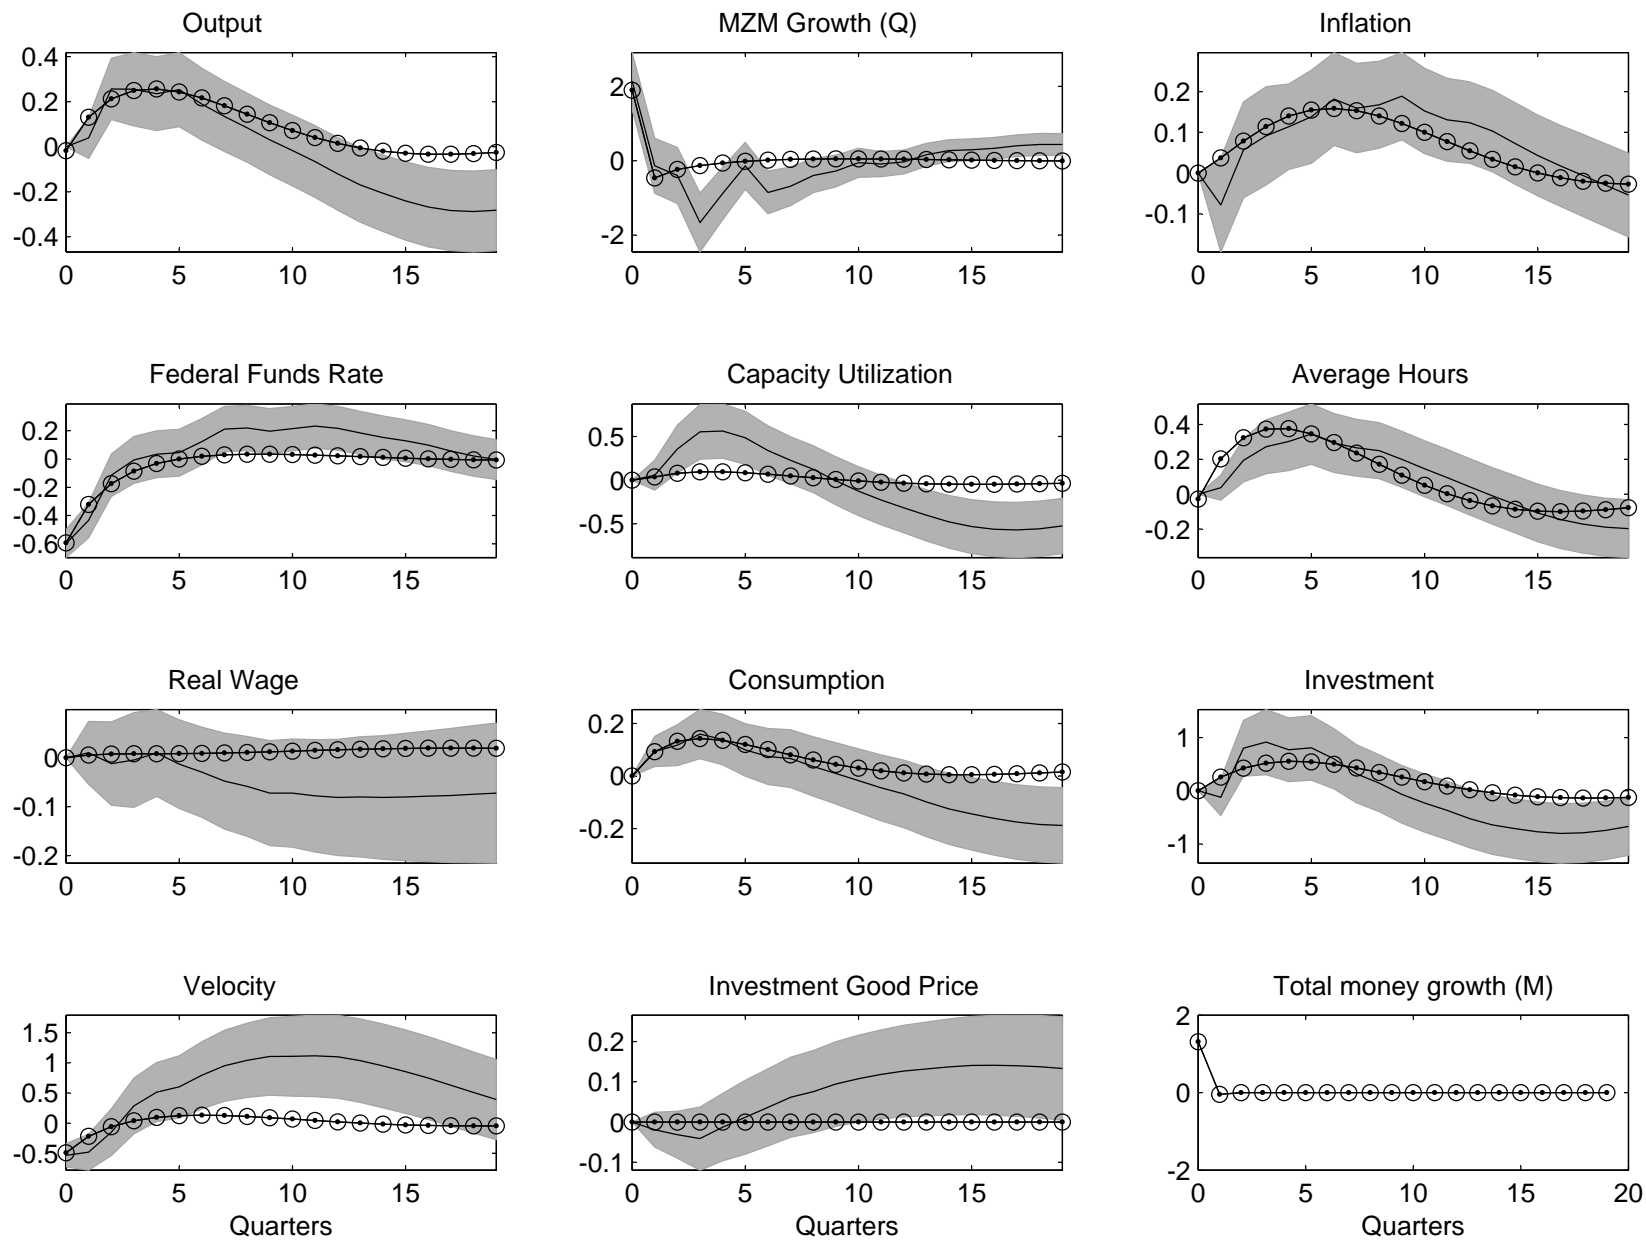 Output
MZM Growth (Q)
Inflation
0.4
0.2
0
-0.2
-0.4
0 5 10 15
2
0
-2
0 5 10 15
0.2
0.1
0
-0.1
0 5 10 15
Federal Funds Rate
Capacity Utilization
Average Hours
0.2
0
-0.2
-0.4
-0.6
0 5 10 15
0.5
0
-0.5
0 5 10 15
0.4
0.2
0
-0.2
0 5 10 15
Real Wage
Consumption
Investment
0
-0.1
-0.2
0 5 10 15
0.2
0
-0.2
0 5 10 15
1
0
-1
0 5 10 15 20
Velocity
Investment Good Price
Total money growth (M)
1.5
1
0.5
0
-0.5
0 5 10 15
Quarters
0.2
0.1
0
-0.1
0 5 10 15
Quarters
2
0
-2
0 5 10 15 20
Quarters